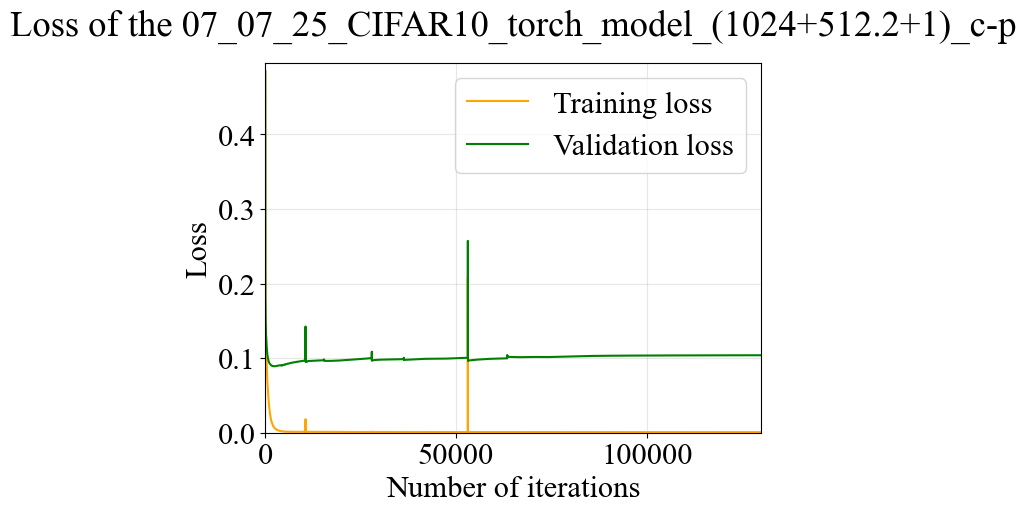 Loss of the 07_07_25_CIFAR10_torch_model_(1024+512.2+1)_c-p
Training loss
Validation loss
Loss
0.4
0.3
0.2
0.1
0.0
0
50000
100000
Number of iterations